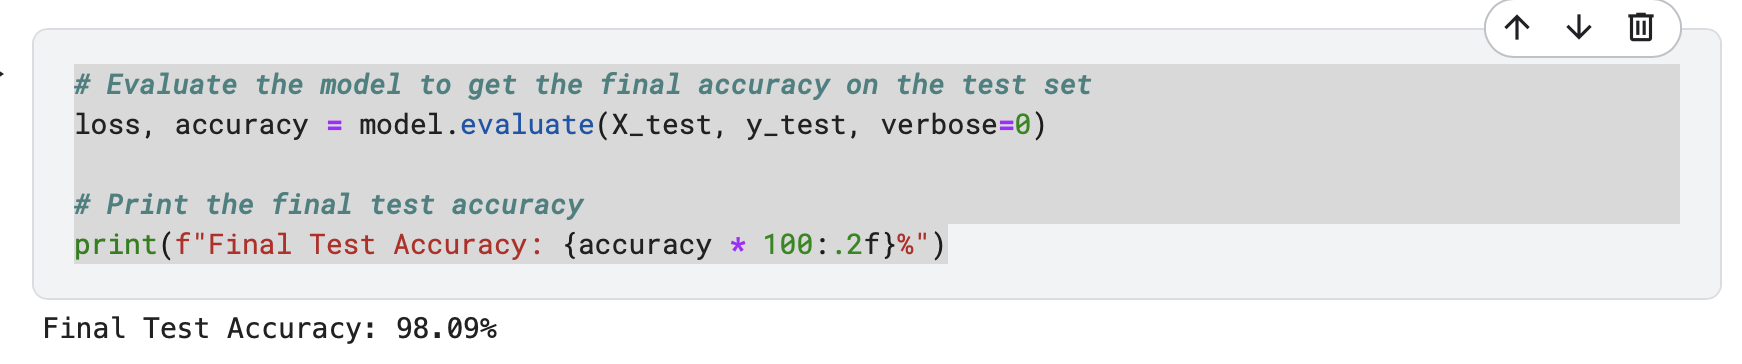 # Evaluate the model to get the final accuracy on the test set
loss, accuracy = model.evaluate(X_test, y_test, verbose=0)
# Print the final test accuracy
print(f"Final Test Accuracy: {accuracy * 100:.2f}%")
Final Test Accuracy: 98.09%